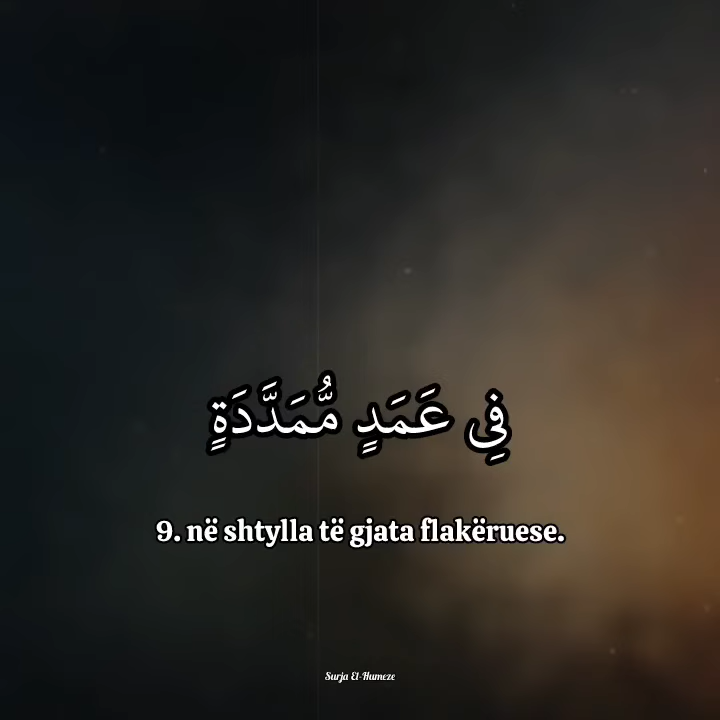 فِي عَمَدٍ مُّمَدَّدَةٍ
9. në shtylla të gjata flakëruese.
Surja El-Humeze